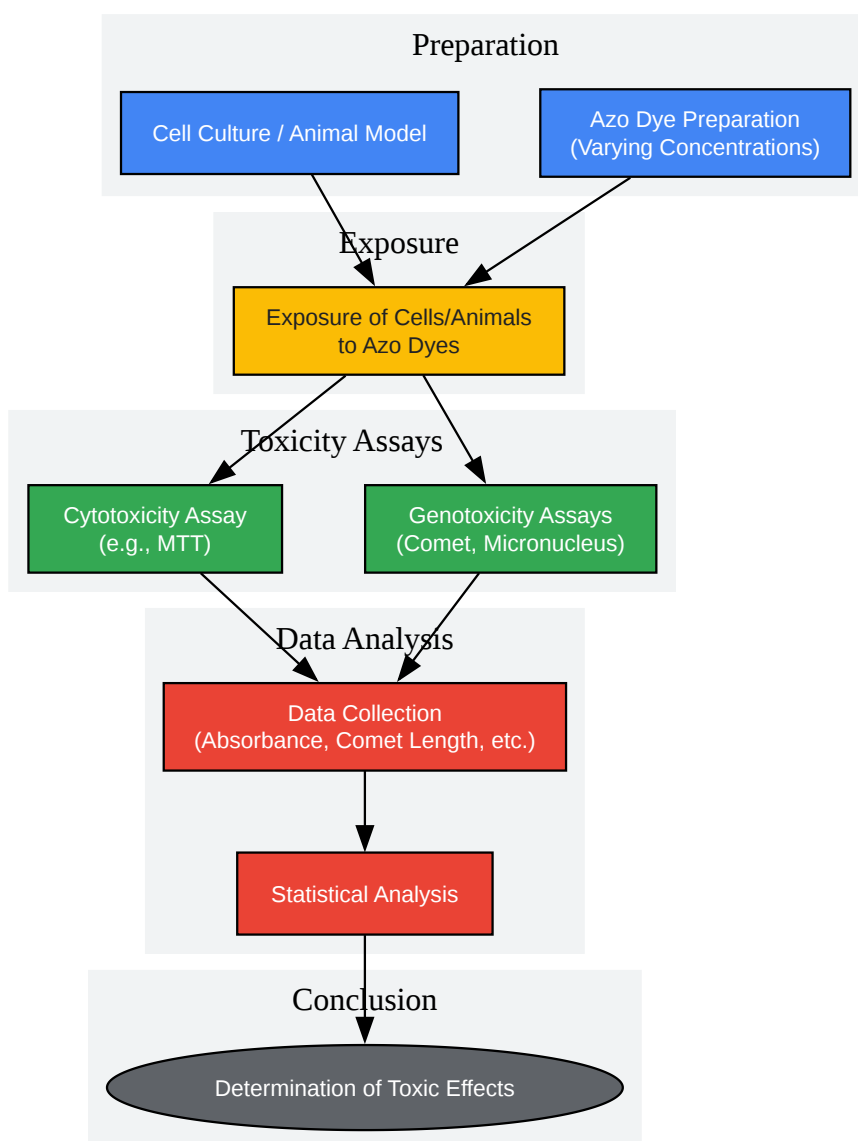 Preparation
Cell Culture / Animal Model
Azo Dye Preparation
(Varying Concentrations)
Exposure
Exposure of Cells/Animals
to Azo Dyes
Toxicity Assays
Cytotoxicity Assay
(e.g., MTT)
Genotoxicity Assays
(Comet, Micronucleus)
Data Analysis
Data Collection
(Absorbance, Comet Length, etc.)
Statistical Analysis
Conclusion
Determination of Toxic Effects